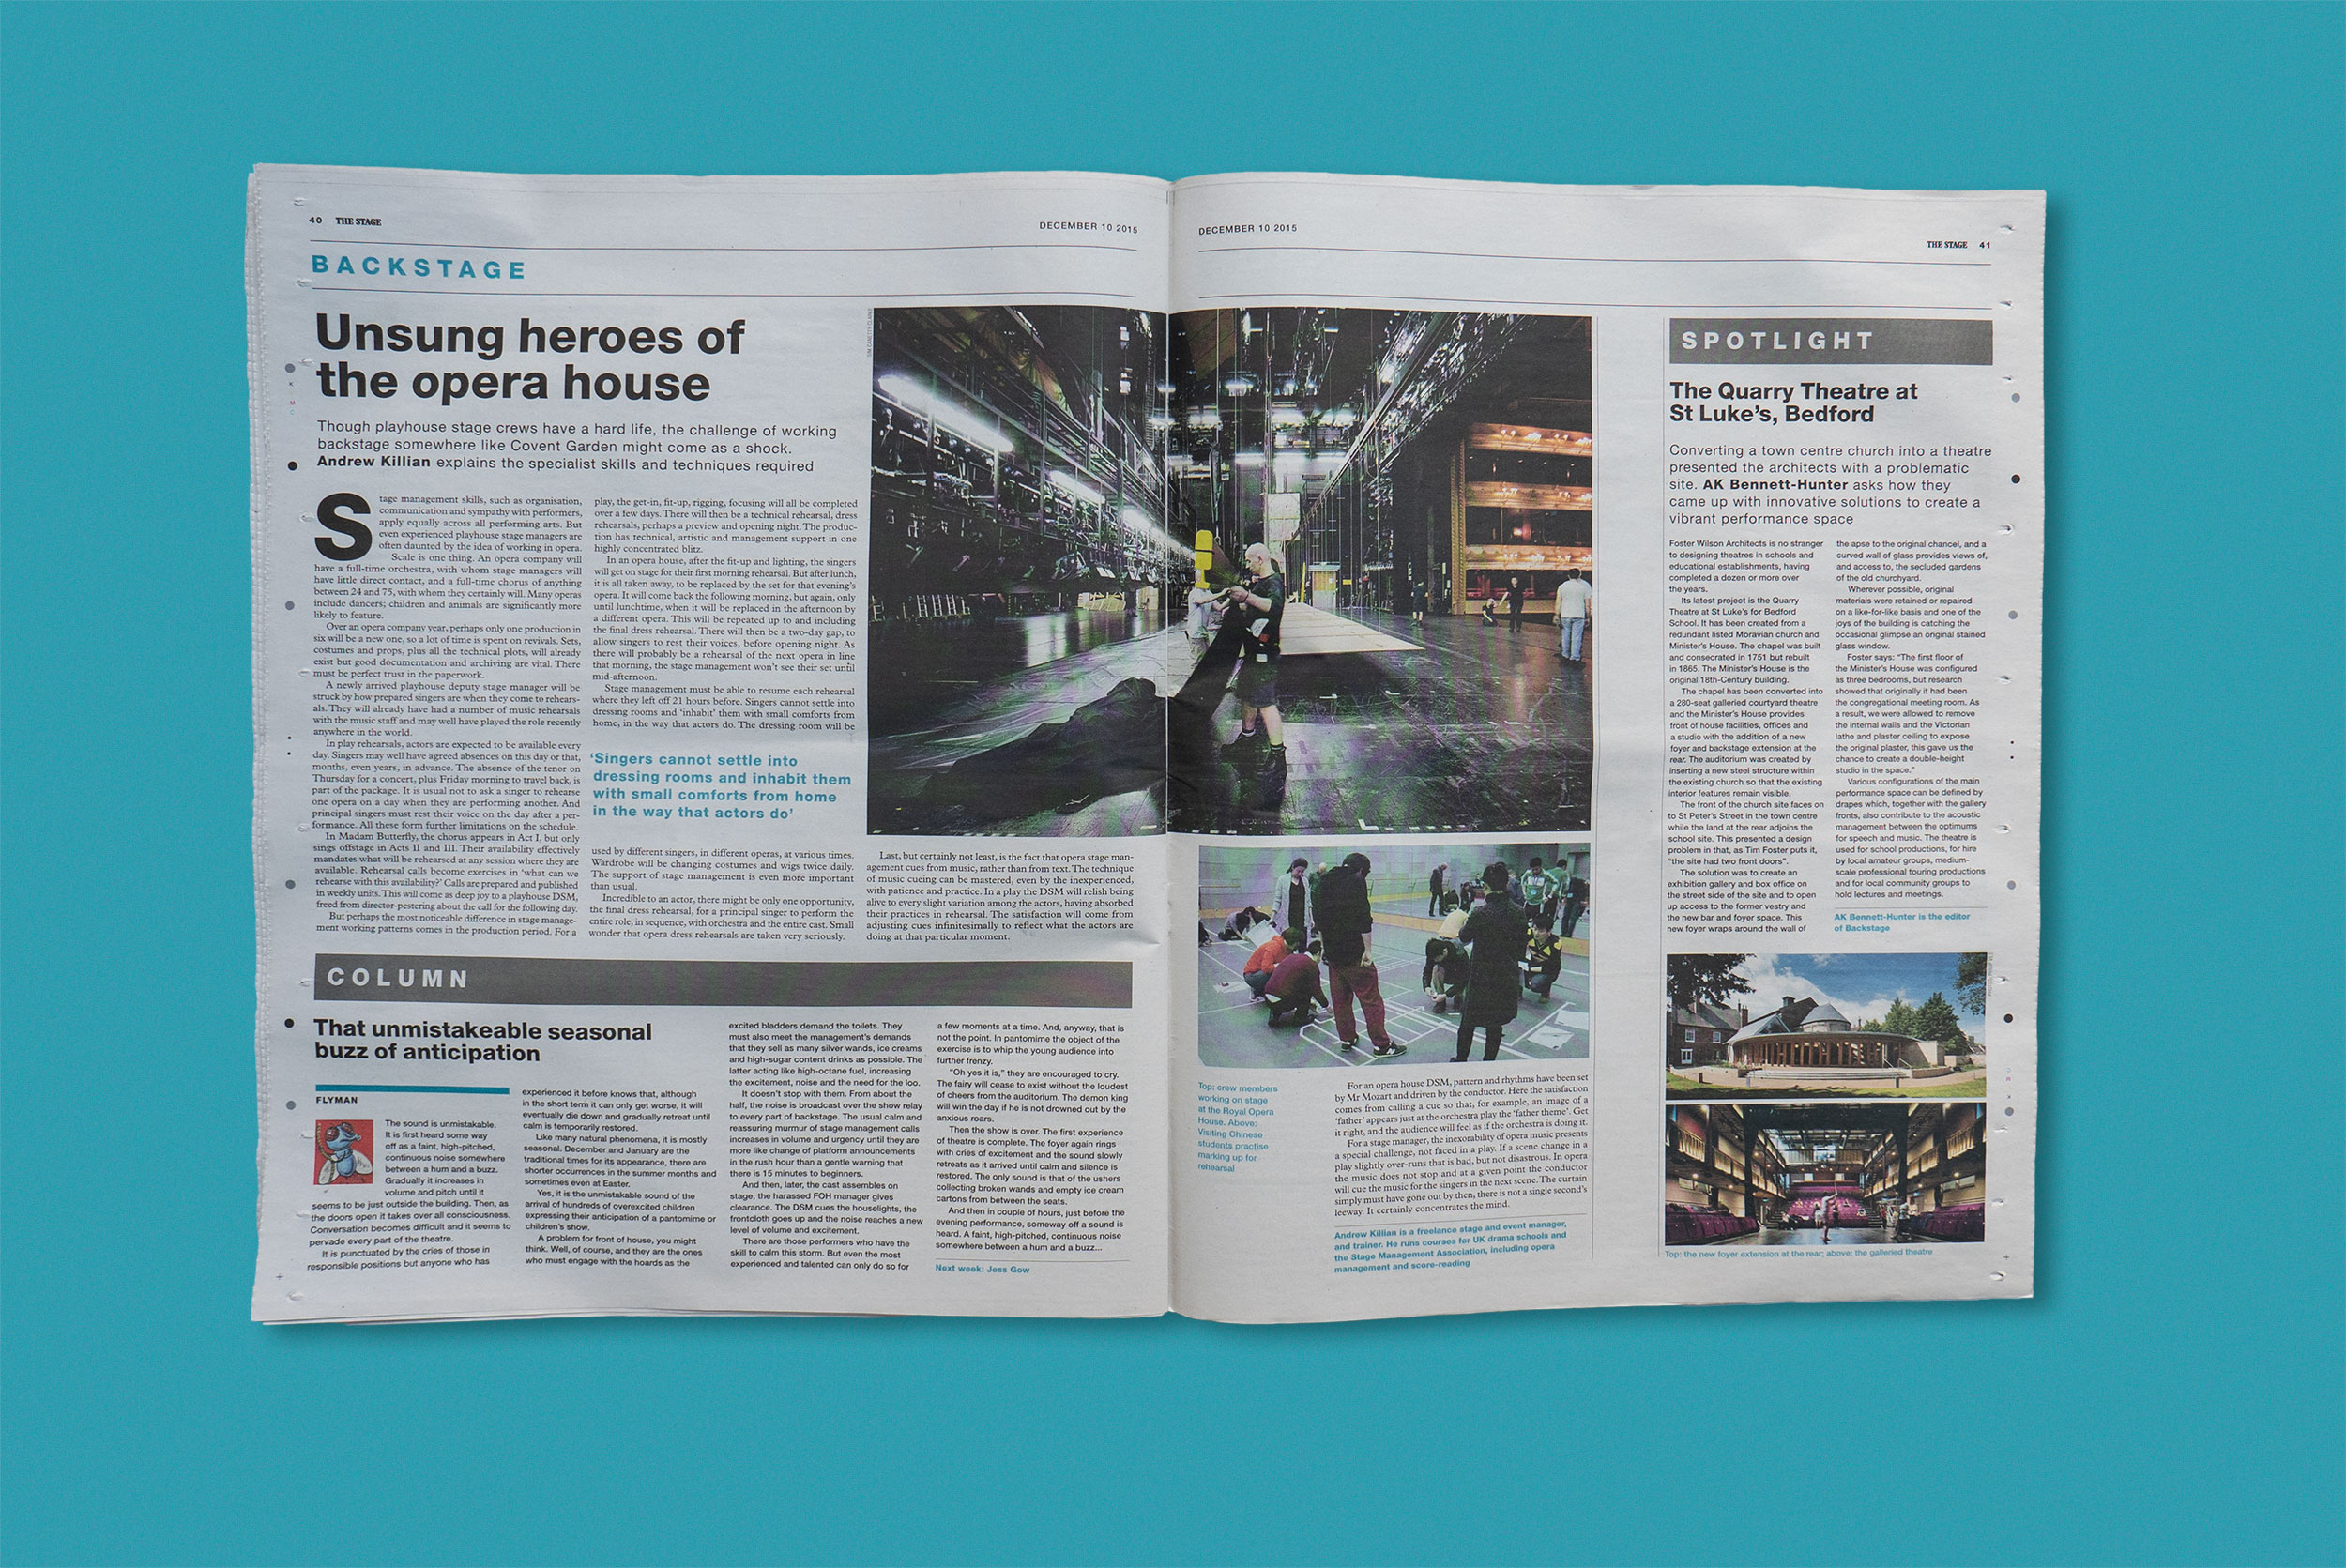 40 THE STAGE
DECEMBER 10 2015
BACKSTAGE
Unsung heroes of
the opera house
Though playhouse stage crews have a hard life, the challenge of working
backstage somewhere like Covent Garden might come as a shock.
Andrew Killian explains the specialist skills and techniques required
Stage management skills, such as organisation,
communication and sympathy with performers,
apply equally across all performing arts. But
even experienced playhouse stage managers are
often daunted by the idea of working in opera.
Scale is one thing. An opera company will
have a full-time orchestra, with whom stage managers will
have little direct contact, and a full-time chorus of anything
between 24 and 75, with whom they certainly will. Many operas
include dancers; children and animals are significantly more
likely to feature.
Over an opera company year, perhaps only one production in
six will be a new one, so a lot of time is spent on revivals. Sets,
costumes and props, plus all the technical plots, will already
exist but good documentation and archiving are vital. There
must be perfect trust in the paperwork.
A newly arrived playhouse deputy stage manager will be
struck by how prepared singers are when they come to rehears-
als. They will already have had a number of music rehearsals
with the music staff and may well have played the role recently
anywhere in the world.
In play rehearsals, actors are expected to be available every
day. Singers may well have agreed absences on this day or that,
months, even years, in advance. The absence of the tenor on
Thursday for a concert, plus Friday morning to travel back, is
part of the package. It is usual not to ask a singer to rehearse
one opera on a day when they are performing another. And
principal singers must rest their voice on the day after a per-
formance. All these form further limitations on the schedule.
In Madam Butterfly, the chorus appears in Act I, but only
sings offstage in Acts II and III. Their availability effectively
mandates what will be rehearsed at any session where they are
available. Rehearsal calls become exercises in ‘what can we
rehearse with this availability?’ Calls are prepared and published
in weekly units. This will come as deep joy to a playhouse DSM,
freed from director-pestering about the call for the following day.
But perhaps the most noticeable difference in stage manage-
ment working patterns comes in the production period. For a
play, the get-in, fit-up, rigging, focusing will all be completed
over a few days. There will then be a technical rehearsal, dress
rehearsals, perhaps a preview and opening night. The produc-
tion has technical, artistic and management support in one
highly concentrated blitz.
In an opera house, after the fit-up and lighting, the singers
will get on stage for their first morning rehearsal. But after lunch,
it is all taken away, to be replaced by the set for that evening’s
opera. It will come back the following morning, but again, only
until lunchtime, when it will be replaced in the afternoon by
a different opera. This will be repeated up to and including
the final dress rehearsal. There will then be a two-day gap, to
allow singers to rest their voices, before opening night. As
there will probably be a rehearsal of the next opera in line
that morning, the stage management won’t see their set until
mid-afternoon.
Stage management must be able to resume each rehearsal
where they left off 21 hours before. Singers cannot settle into
dressing rooms and ‘inhabit’ them with small comforts from
home, in the way that actors do. The dressing room will be
‘Singers cannot settle into
dressing rooms and inhabit them
with small comforts from home
in the way that actors do’
used by different singers, in different operas, at various times.
Wardrobe will be changing costumes and wigs twice daily.
The support of stage management is even more important
than usual.
Incredible to an actor, there might be only one opportunity,
the final dress rehearsal, for a principal singer to perform the
entire role, in sequence, with orchestra and the entire cast. Small
wonder that opera dress rehearsals are taken very seriously.
Last, but certainly not least, is the fact that opera stage man-
agement cues from music, rather than from text. The technique
of music cueing can be mastered, even by the inexperienced,
with patience and practice. In a play the DSM will relish being
alive to every slight variation among the actors, having absorbed
their practices in rehearsal. The satisfaction will come from
adjusting cues infinitesimally to reflect what the actors are
doing at that particular moment.
COLUMN
That unmistakeable seasonal
buzz of anticipation
FLYMAN
The sound is unmistakable.
It is first heard some way
off as a faint, high-pitched,
continuous noise somewhere
between a hum and a buzz.
Gradually it increases in
volume and pitch until it
seems to be just outside the building. Then, as
the doors open it takes over all consciousness.
Conversation becomes difficult and it seems to
pervade every part of the theatre.
It is punctuated by the cries of those in
responsible positions but anyone who has
experienced it before knows that, although
in the short term it can only get worse, it will
eventually die down and gradually retreat until
calm is temporarily restored.
Like many natural phenomena, it is mostly
seasonal. December and January are the
traditional times for its appearance, there are
shorter occurrences in the summer months and
sometimes even at Easter.
Yes, it is the unmistakable sound of the
arrival of hundreds of overexcited children
expressing their anticipation of a pantomime or
children’s show.
A problem for front of house, you might
think. Well, of course, and they are the ones
who must engage with the hoards as the
excited bladders demand the toilets. They
must also meet the management’s demands
that they sell as many silver wands, ice creams
and high-sugar content drinks as possible. The
latter acting like high-octane fuel, increasing
the excitement, noise and the need for the loo.
It doesn’t stop with them. From about the
half, the noise is broadcast over the show relay
to every part of backstage. The usual calm and
reassuring murmur of stage management calls
increases in volume and urgency until they are
more like change of platform announcements
in the rush hour than a gentle warning that
there is 15 minutes to beginners.
And then, later, the cast assembles on
stage, the harassed FOH manager gives
clearance. The DSM cues the houselights, the
frontcloth goes up and the noise reaches a new
level of volume and excitement.
There are those performers who have the
skill to calm this storm. But even the most
experienced and talented can only do so for
a few moments at a time. And, anyway, that is
not the point. In pantomime the object of the
exercise is to whip the young audience into
further frenzy.
“Oh yes it is,” they are encouraged to cry.
The fairy will cease to exist without the loudest
of cheers from the auditorium. The demon king
will win the day if he is not drowned out by the
anxious roars.
Then the show is over. The first experience
of theatre is complete. The foyer again rings
with cries of excitement and the sound slowly
retreats as it arrived until calm and silence is
restored. The only sound is that of the ushers
collecting broken wands and empty ice cream
cartons from between the seats.
And then in couple of hours, just before the
evening performance, someway off a sound is
heard. A faint, high-pitched, continuous noise
somewhere between a hum and a buzz...
Next week: Jess Gow
DECEMBER 10 2015
THE STAGE 41
Top: crew members
working on stage
at the Royal Opera
House. Above:
Visiting Chinese
students practise
marking up for
rehearsal
For an opera house DSM, pattern and rhythms have been set
by Mr Mozart and driven by the conductor. Here the satisfaction
comes from calling a cue so that, for example, an image of a
‘father’ appears just at the orchestra play the ‘father theme’. Get
it right, and the audience will feel as if the orchestra is doing it.
For a stage manager, the inexorability of opera music presents
a special challenge, not faced in a play. If a scene change in a
play slightly over-runs that is bad, but not disastrous. In opera
the music does not stop and at a given point the conductor
will cue the music for the singers in the next scene. The curtain
simply must have gone out by then, there is not a single second’s
leeway. It certainly concentrates the mind.
Andrew Killian is a freelance stage and event manager,
and trainer. He runs courses for UK drama schools and
the Stage Management Association, including opera
management and score-reading
SPOTLIGHT
The Quarry Theatre at
St Luke’s, Bedford
Converting a town centre church into a theatre
presented the architects with a problematic
site. AK Bennett-Hunter asks how they
came up with innovative solutions to create a
vibrant performance space
Foster Wilson Architects is no stranger
to designing theatres in schools and
educational establishments, having
completed a dozen or more over
the years.
Its latest project is the Quarry
Theatre at St Luke’s for Bedford
School. It has been created from a
redundant listed Moravian church and
Minister’s House. The chapel was built
and consecrated in 1751 but rebuilt
in 1865. The Minister’s House is the
original 18th-Century building.
The chapel has been converted into
a 280-seat galleried courtyard theatre
and the Minister’s House provides
front of house facilities, offices and
a studio with the addition of a new
foyer and backstage extension at the
rear. The auditorium was created by
inserting a new steel structure within
the existing church so that the existing
interior features remain visible.
The front of the church site faces on
to St Peter’s Street in the town centre
while the land at the rear adjoins the
school site. This presented a design
problem in that, as Tim Foster puts it,
“the site had two front doors”.
The solution was to create an
exhibition gallery and box office on
the street side of the site and to open
up access to the former vestry and
the new bar and foyer space. This
new foyer wraps around the wall of
the apse to the original chancel, and a
curved wall of glass provides views of,
and access to, the secluded gardens
of the old churchyard.
Wherever possible, original
materials were retained or repaired
on a like-for-like basis and one of the
joys of the building is catching the
occasional glimpse an original stained
glass window.
Foster says: “The first floor of
the Minister’s House was configured
as three bedrooms, but research
showed that originally it had been
the congregational meeting room. As
a result, we were allowed to remove
the internal walls and the Victorian
lathe and plaster ceiling to expose
the original plaster, this gave us the
chance to create a double-height
studio in the space.”
Various configurations of the main
performance space can be defined by
drapes which, together with the gallery
fronts, also contribute to the acoustic
management between the optimums
for speech and music. The theatre is
used for school productions, for hire
by local amateur groups, medium-
scale professional touring productions
and for local community groups to
hold lectures and meetings.
AK Bennett-Hunter is the editor
of Backstage
Top: the new foyer extension at the rear; above: the galleried theatre